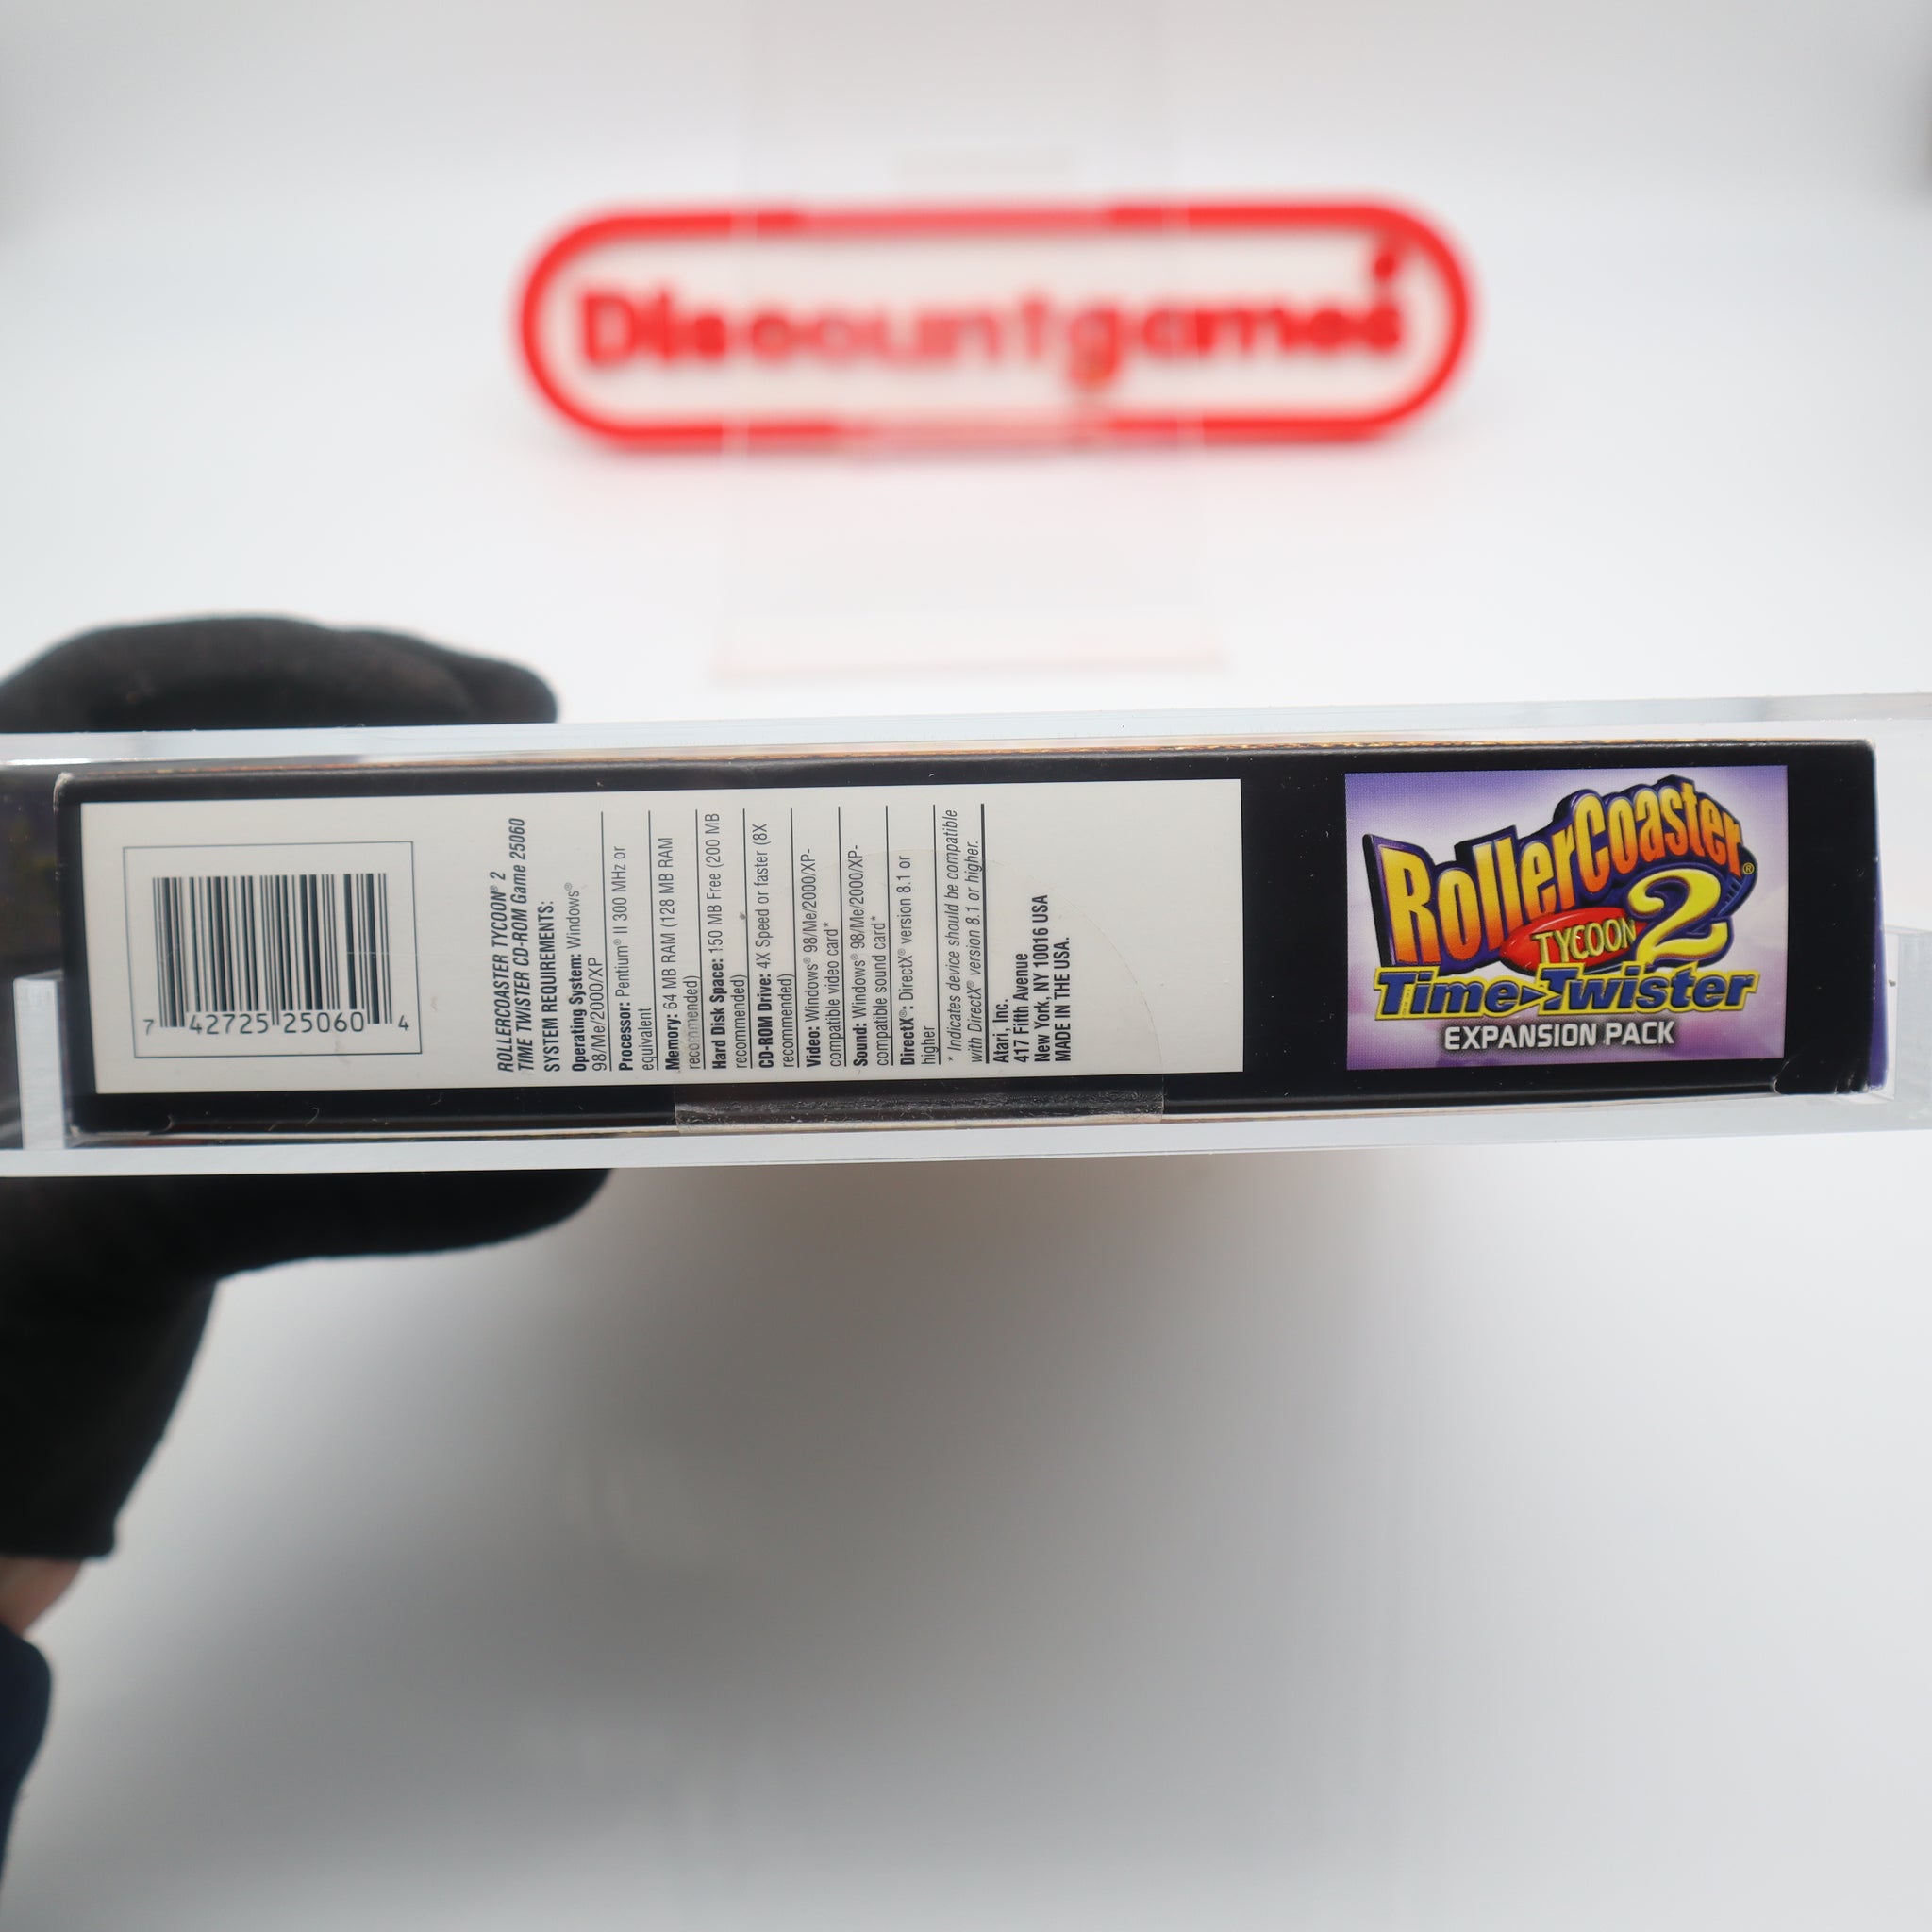 Discountgames
7 42725 25060 4
ROLLERCOASTER TYCOON® 2
TIME TWISTER CD-ROM Game 25060
SYSTEM REQUIREMENTS:
Operating System: Windows®
98/Me/2000/XP
Processor: Pentium® II 300 MHz or
equivalent
Memory: 64 MB RAM (128 MB RAM
recommended)
Hard Disk Space: 150 MB Free (200 MB
recommended)
CD-ROM Drive: 4X Speed or faster (8X
recommended)
Video: Windows® 98/Me/2000/XP-
compatible video card*
Sound: Windows® 98/Me/2000/XP-
compatible sound card*
DirectX®: DirectX® version 8.1 or
higher
* Indicates device should be compatible
with DirectX® version 8.1 or higher.
Atari, Inc.
417 Fifth Avenue
New York, NY 10016 USA
MADE IN THE USA.
RollerCoaster®
TYCOON 2
Time Twister
EXPANSION PACK